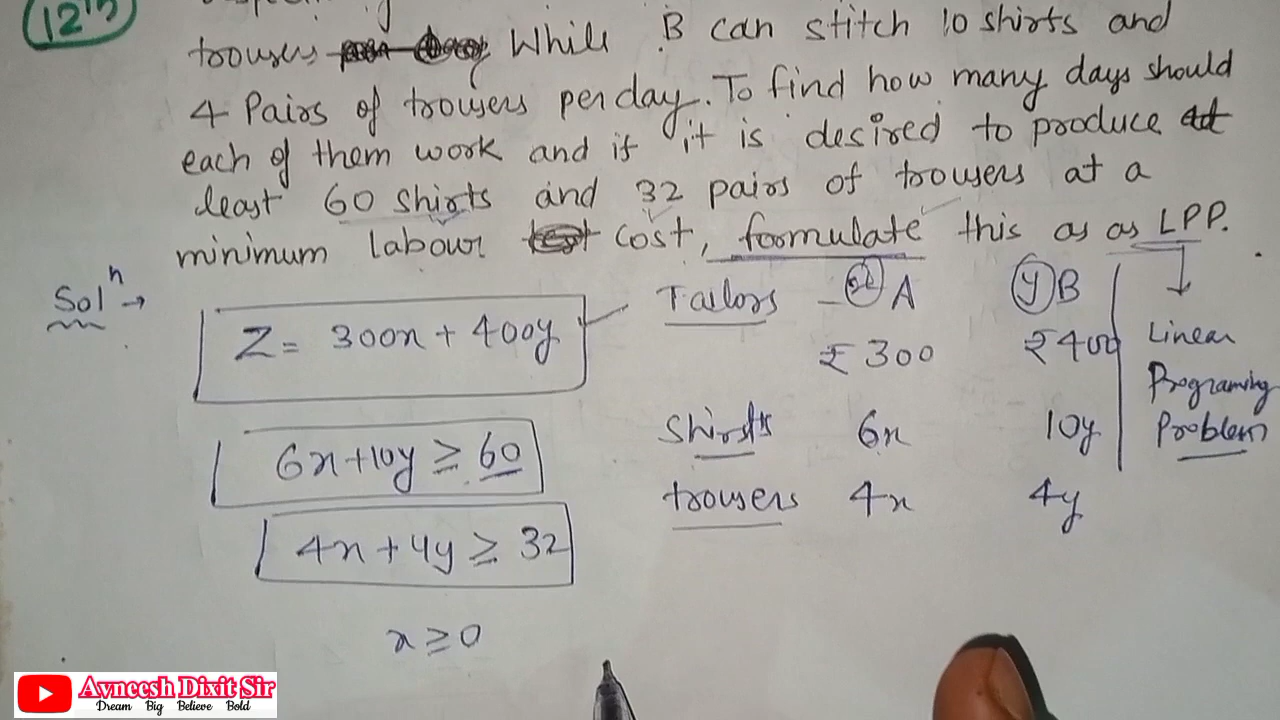 12th
trousers While B can stitch 10 shirts and
4 Pairs of trousers per day. To find how many days should
each of them work and if it is desired to produce at
least 60 shirts and 32 pairs of trousers at a
minimum labour cost, formulate this as as LPP.
Solⁿ →
Z = 300x + 400y
6x+10y ≥ 60
4x + 4y ≥ 32
x ≥ 0
Tailors A y B
₹ 300 ₹ 400
Shirts 6x 10y
trousers 4x 4y
Linear
Programing
Problem
Avneesh Dixit Sir
Dream Big Believe Bold